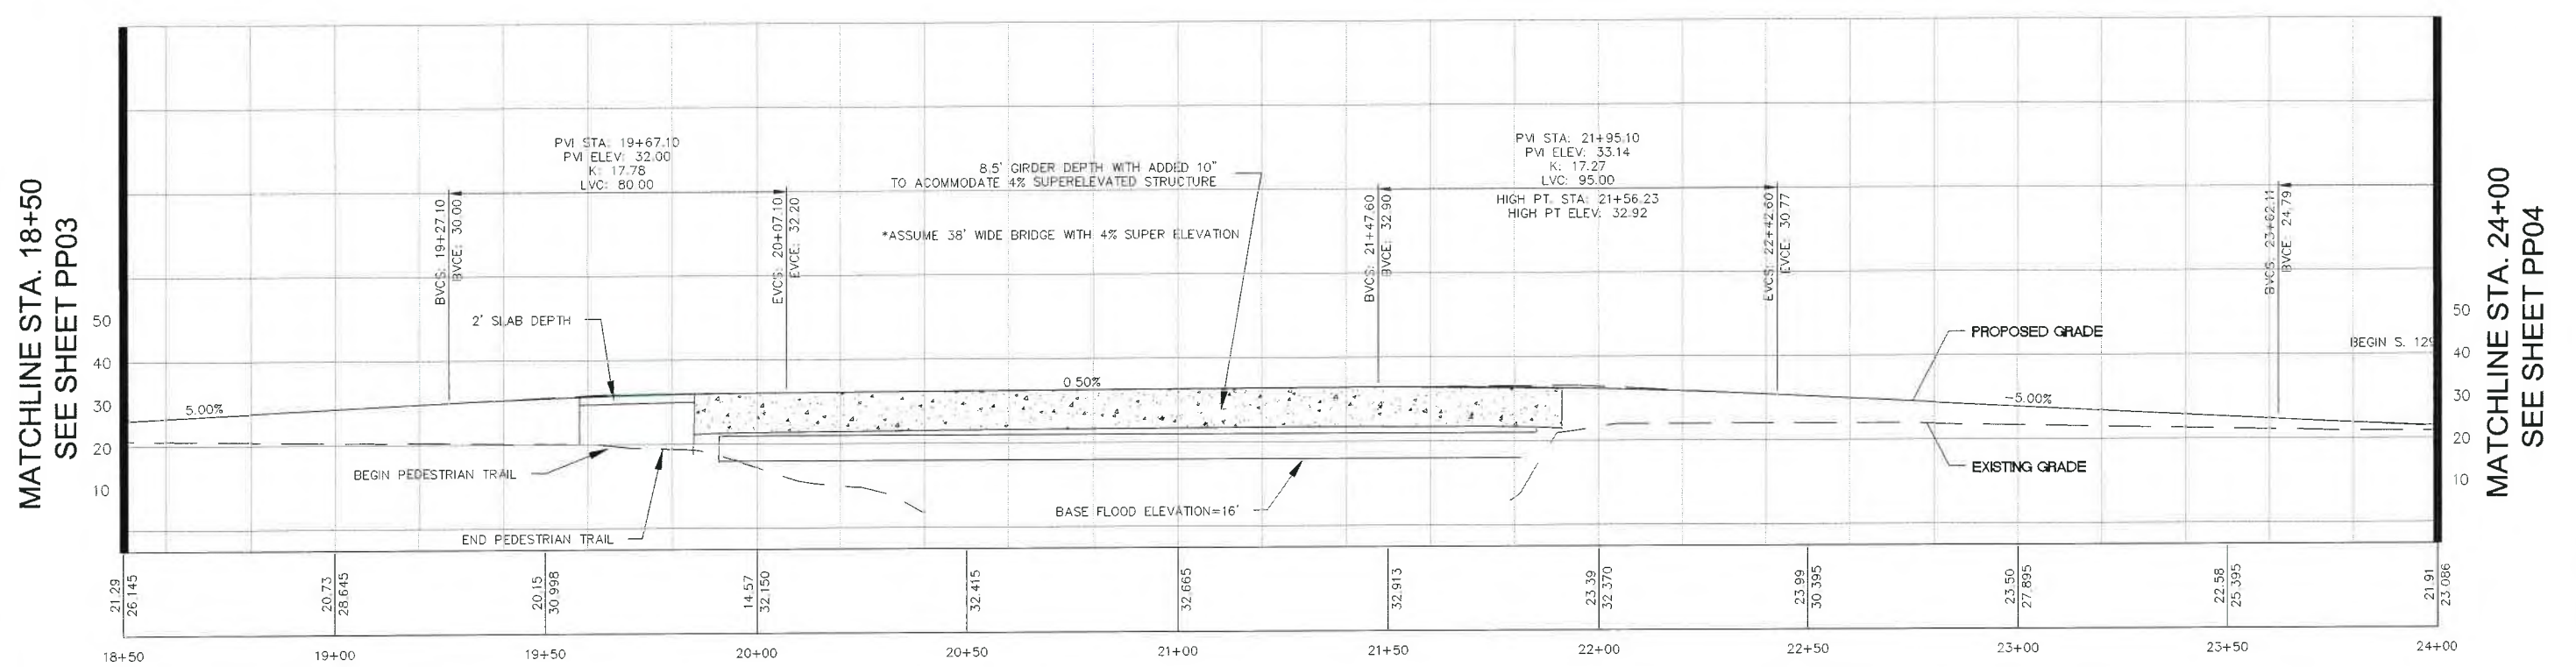 MATCHLINE STA. 18+50
SEE SHEET PP03
MATCHLINE STA. 24+00
SEE SHEET PP04
PVI STA: 19+67.10
PVI ELEV: 32.00
K: 17.78
LVC: 80.00
BVCS: 19+27.10
BVCE: 30.00
EVCS: 20+07.10
EVCE: 32.20
8.5' GIRDER DEPTH WITH ADDED 10"
TO ACOMMODATE 4% SUPERELEVATED STRUCTURE
*ASSUME 38' WIDE BRIDGE WITH 4% SUPER ELEVATION
PVI STA: 21+95.10
PVI ELEV: 33.14
K: 17.27
LVC: 95.00
HIGH PT. STA: 21+56.23
HIGH PT ELEV: 32.92
BVCS: 21+47.60
BVCE: 32.90
EVCS: 22+42.60
EVCE: 30.77
BVCS: 23+62.11
BVCE: 24.79
50
40
30
20
10
50
40
30
20
10
2' SLAB DEPTH
5.00%
0.50%
-5.00%
PROPOSED GRADE
EXISTING GRADE
BEGIN S. 129
BEGIN PEDESTRIAN TRAIL
END PEDESTRIAN TRAIL
BASE FLOOD ELEVATION=16'
21.29
26.145
20.73
28.645
20.15
30.998
14.57
32.150
32.415
32.665
32.913
23.39
32.370
23.99
30.395
23.50
27.895
22.58
25.395
21.91
23.086
18+50
19+00
19+50
20+00
20+50
21+00
21+50
22+00
22+50
23+00
23+50
24+00